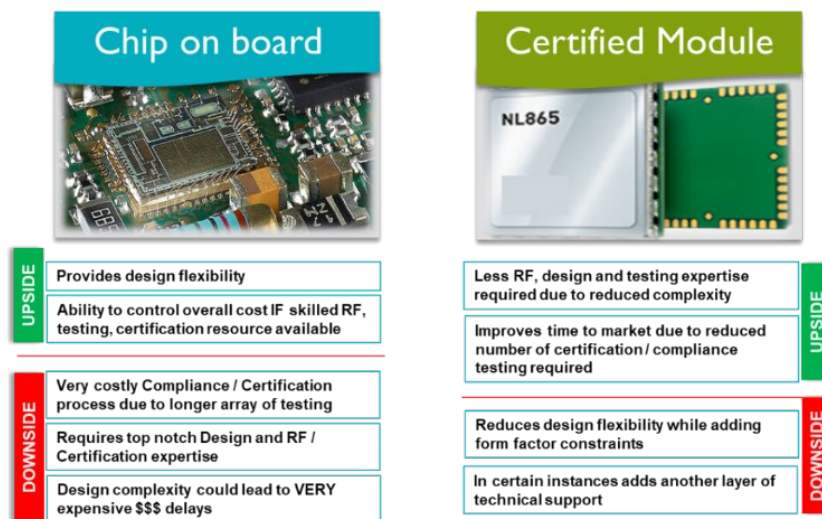 Chip on board
UPSIDE
Provides design flexibility
Ability to control overall cost IF skilled RF,
testing, certification resource available
DOWNSIDE
Very costly Compliance / Certification
process due to longer array of testing
Requires top notch Design and RF /
Certification expertise
Design complexity could lead to VERY
expensive $$$ delays
Certified Module
NL865
Less RF, design and testing expertise
required due to reduced complexity
Improves time to market due to reduced
number of certification / compliance
testing required
UPSIDE
Reduces design flexibility while adding
form factor constraints
In certain instances adds another layer of
technical support
DOWNSIDE